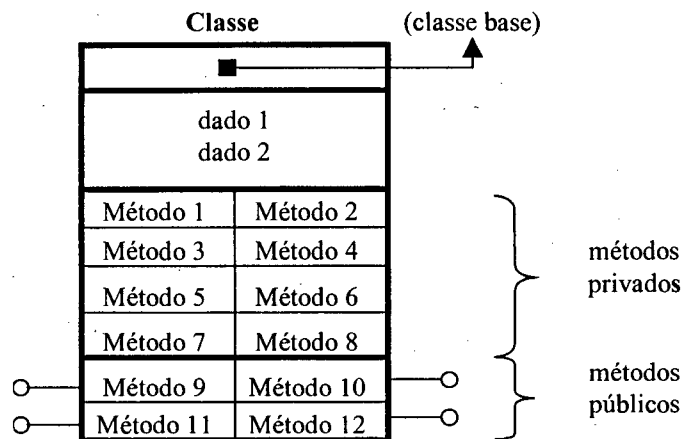 Classe (classe base)
dado 1
dado 2
Método 1 Método 2
Método 3 Método 4
métodos
privados
Método 5 Método 6
Método 7 Método 8
Método 9 Método 10
métodos
públicos
Método 11 Método 12